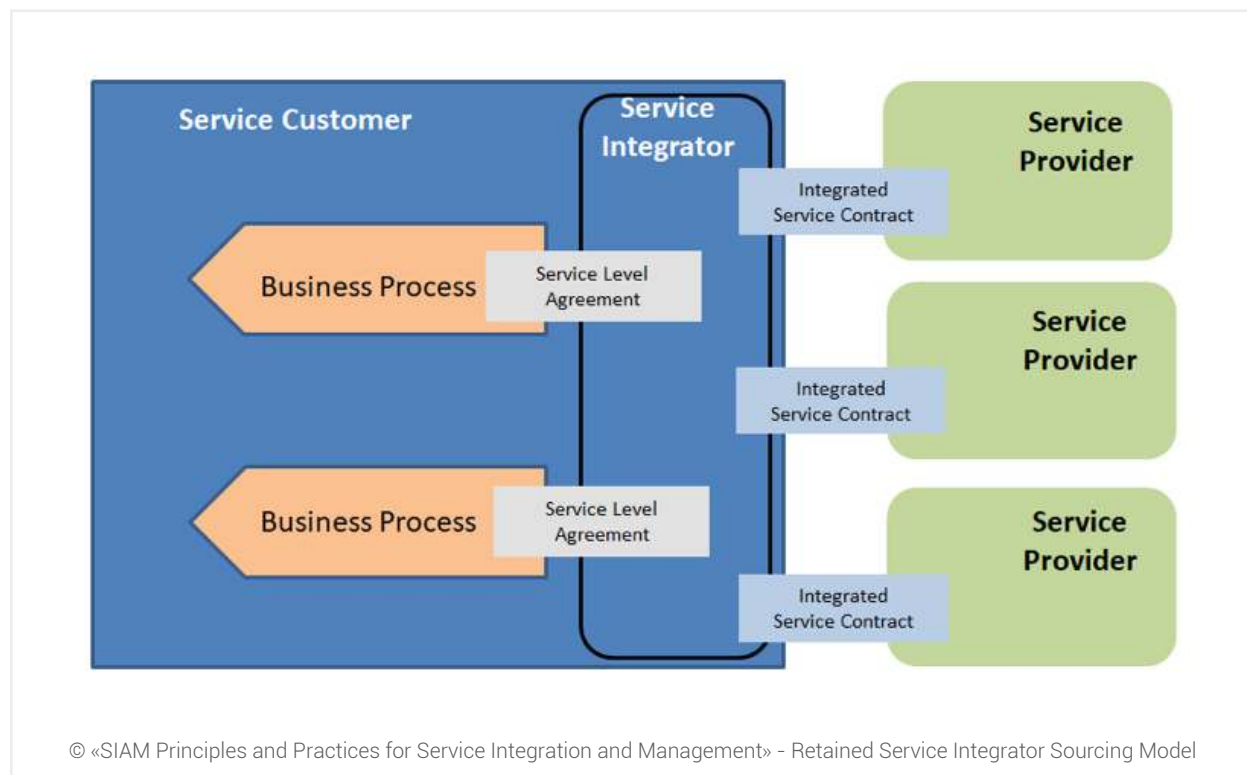 Service Customer
Service
Integrator
Service
Provider
Integrated
Service Contract
Business Process
Service Level
Agreement
Service
Provider
Integrated
Service Contract
Business Process
Service Level
Agreement
Service
Provider
Integrated
Service Contract
© «SIAM Principles and Practices for Service Integration and Management» - Retained Service Integrator Sourcing Model